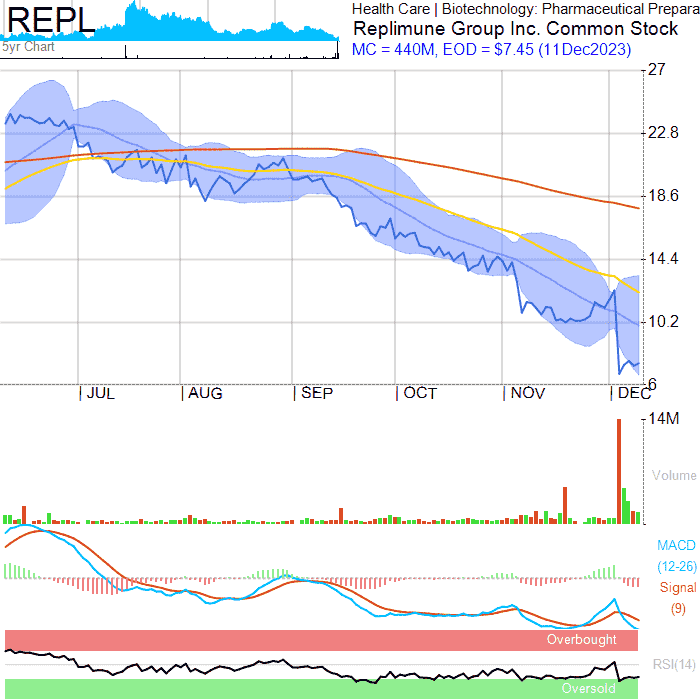 REPL
5yr Chart
Health Care | Biotechnology: Pharmaceutical Prepara
Replimune Group Inc. Common Stock
MC = 440M, EOD = $7.45 (11Dec2023)
27
22.8
18.6
14.4
10.2
6
JUL
AUG
SEP
OCT
NOV
DEC
14M
Volume
MACD
(12-26)
Signal
(9)
Overbought
RSI(14)
Oversold